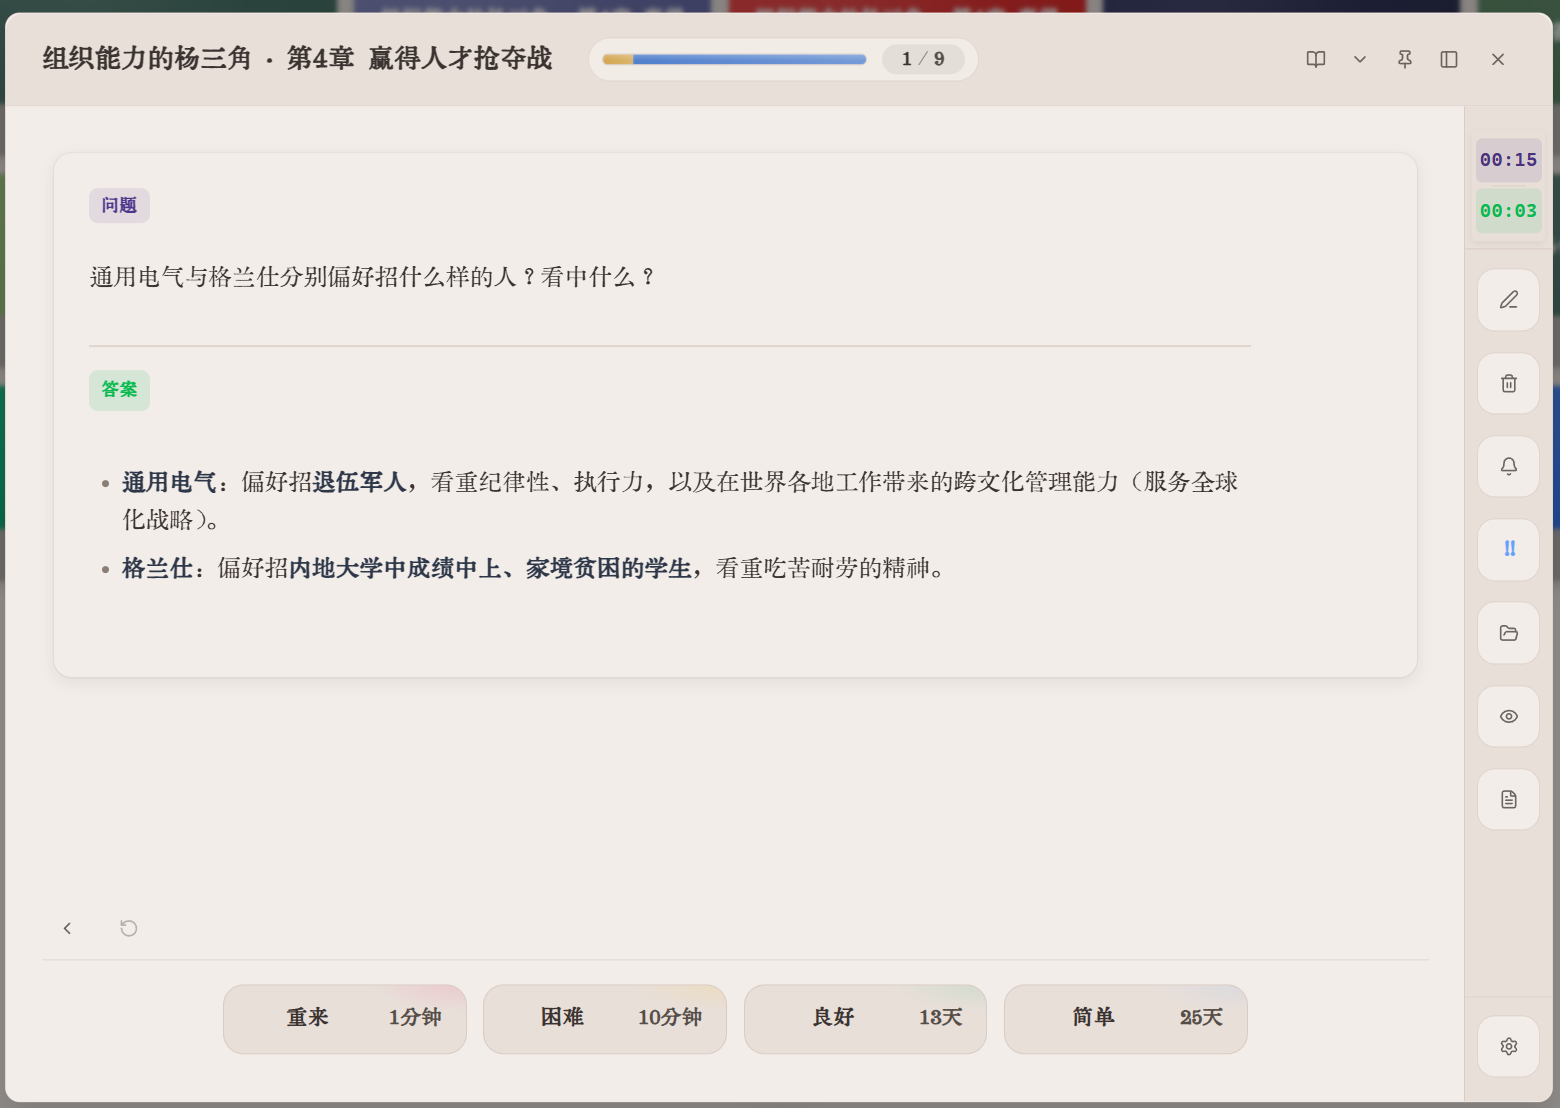 组织能力的杨三角 · 第4章 赢得人才抢夺战
1 / 9
00:15
00:03
问题
通用电气与格兰仕分别偏好招什么样的人？看中什么？
答案
• 通用电气：偏好招退伍军人，看重纪律性、执行力，以及在世界各地工作带来的跨文化管理能力（服务全球
化战略）。
• 格兰仕：偏好招内地大学中成绩中上、家境贫困的学生，看重吃苦耐劳的精神。
重来 1分钟
困难 10分钟
良好 13天
简单 25天